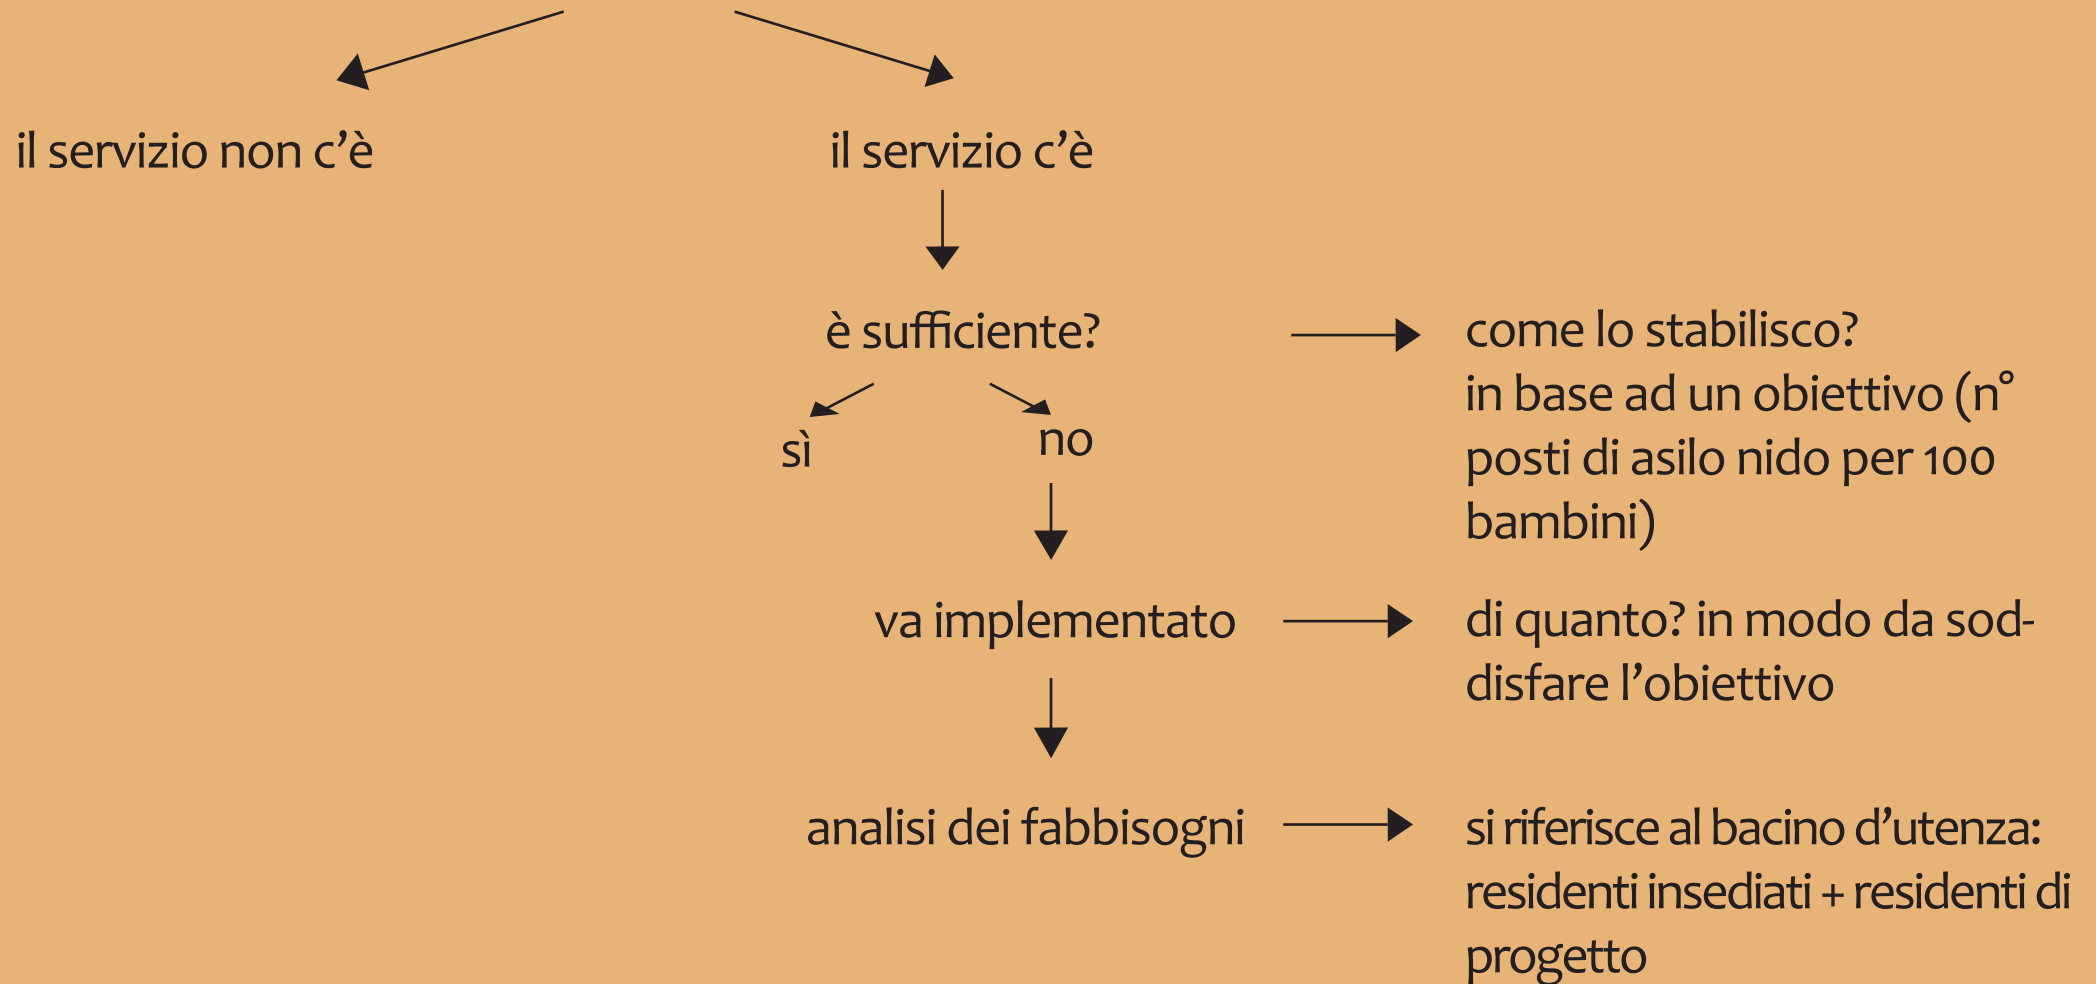 il servizio non c’è
il servizio c’è
è sufficiente?
come lo stabilisco?
in base ad un obiettivo (n°
posti di asilo nido per 100
bambini)
sì
no
va implementato
di quanto? in modo da sod-
disfare l’obiettivo
analisi dei fabbisogni
si riferisce al bacino d’utenza:
residenti insediati + residenti di
progetto